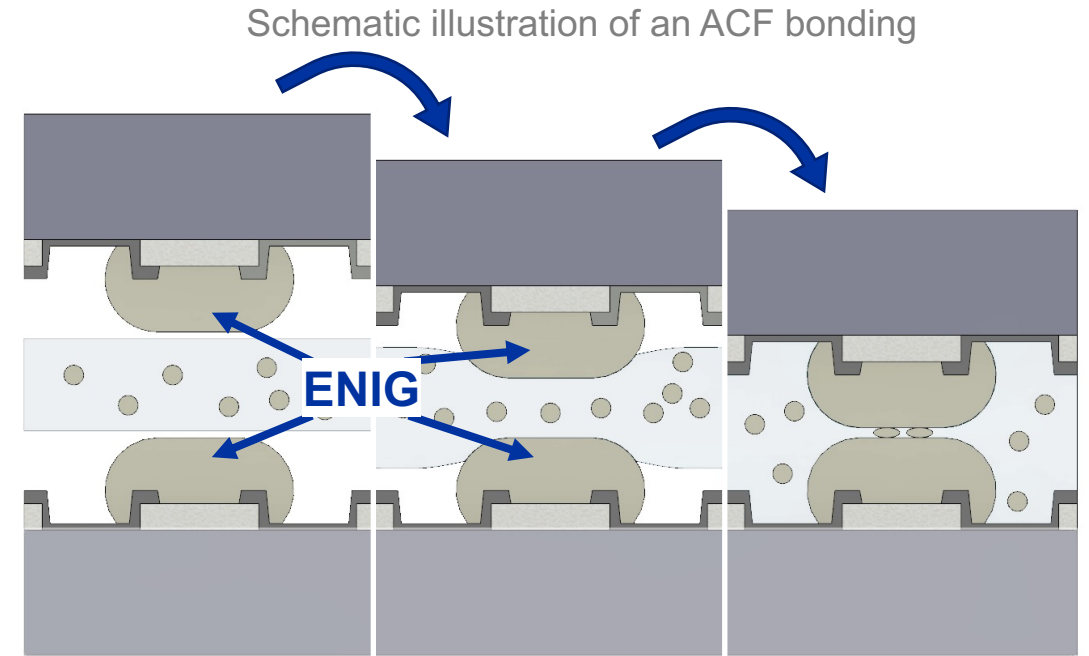 Schematic illustration of an ACF bonding
ENIG